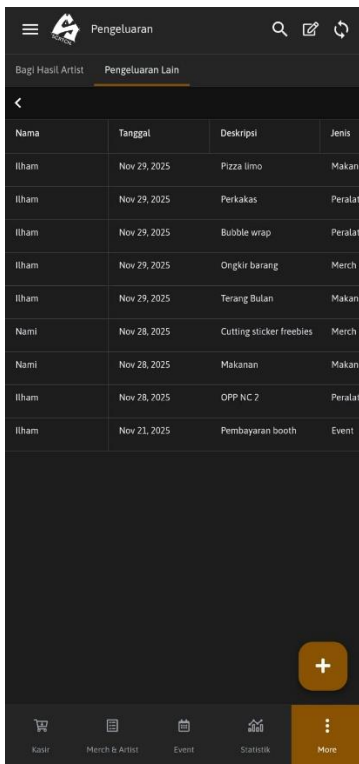 Pengeluaran
Bagi Hasil Artist Pengeluaran Lain
Nama Tanggal Deskripsi Jenis
Ilham Nov 29, 2025 Pizza limo Makan
Ilham Nov 29, 2025 Perkakas Peralat
Ilham Nov 29, 2025 Bubble wrap Peralat
Ilham Nov 29, 2025 Ongkir barang Merch
Ilham Nov 29, 2025 Terang Bulan Makan
Nami Nov 28, 2025 Cutting sticker freebies Merch
Nami Nov 28, 2025 Makanan Makan
Ilham Nov 28, 2025 OPP NC 2 Peralat
Ilham Nov 21, 2025 Pembayaran booth Event
+
Kasir Merch & Artist Event Statistik More